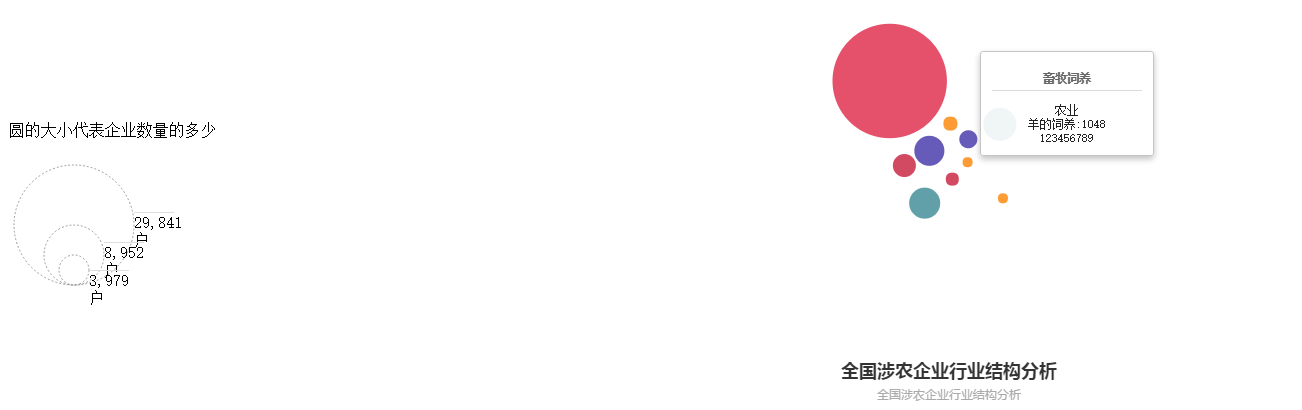 圆的大小代表企业数量的多少
29,841
户
8,952
户
3,979
户
畜牧饲养
农业
羊的饲养:1048
123456789
全国涉农企业行业结构分析
全国涉农企业行业结构分析